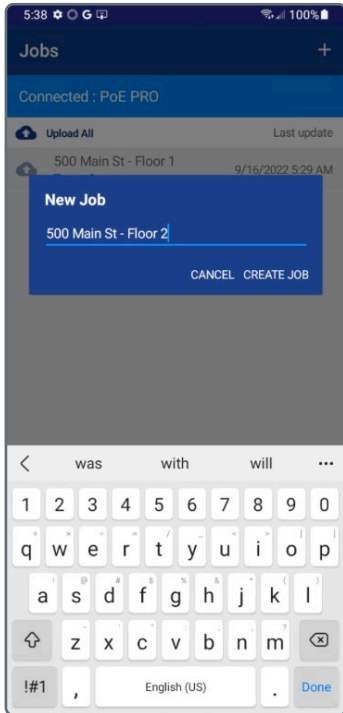 5:38 G 100%
Jobs +
Connected : PoE PRO
Upload All Last update
500 Main St - Floor 1
9/16/2022 5:29 AM
New Job
500 Main St - Floor 2
CANCEL CREATE JOB
was with will ...
1 2 3 4 5 6 7 8 9 0
q w e r t y u i o p
a s d f g h j k l
z x c v b n m
!#1 , English (US) . Done